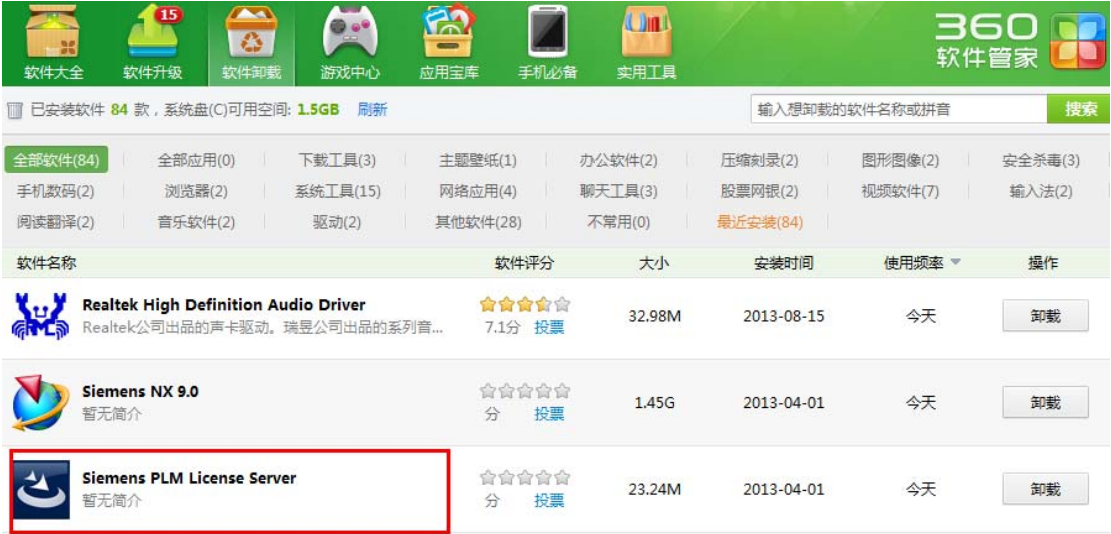 15
软件大全 软件升级 软件卸载 游戏中心 应用宝库 手机必备 实用工具
360
软件管家
已安装软件 84 款，系统盘(C)可用空间: 1.5GB 刷新 输入想卸载的软件名称或拼音 搜索
全部软件(84) 全部应用(0) 下载工具(3) 主题壁纸(1) 办公软件(2) 压缩刻录(2) 图形图像(2) 安全杀毒(3)
手机数码(2) 浏览器(2) 系统工具(15) 网络应用(4) 聊天工具(3) 股票网银(2) 视频软件(7) 输入法(2)
阅读翻译(2) 音乐软件(2) 驱动(2) 其他软件(28) 不常用(0) 最近安装(84)
软件名称 软件评分 大小 安装时间 使用频率 操作
Realtek High Definition Audio Driver
Realtek公司出品的声卡驱动。瑞昱公司出品的系列音... 7.1分 投票 32.98M 2013-08-15 今天 卸载
Siemens NX 9.0
暂无简介 分 投票 1.45G 2013-04-01 今天 卸载
Siemens PLM License Server
暂无简介 分 投票 23.24M 2013-04-01 今天 卸载